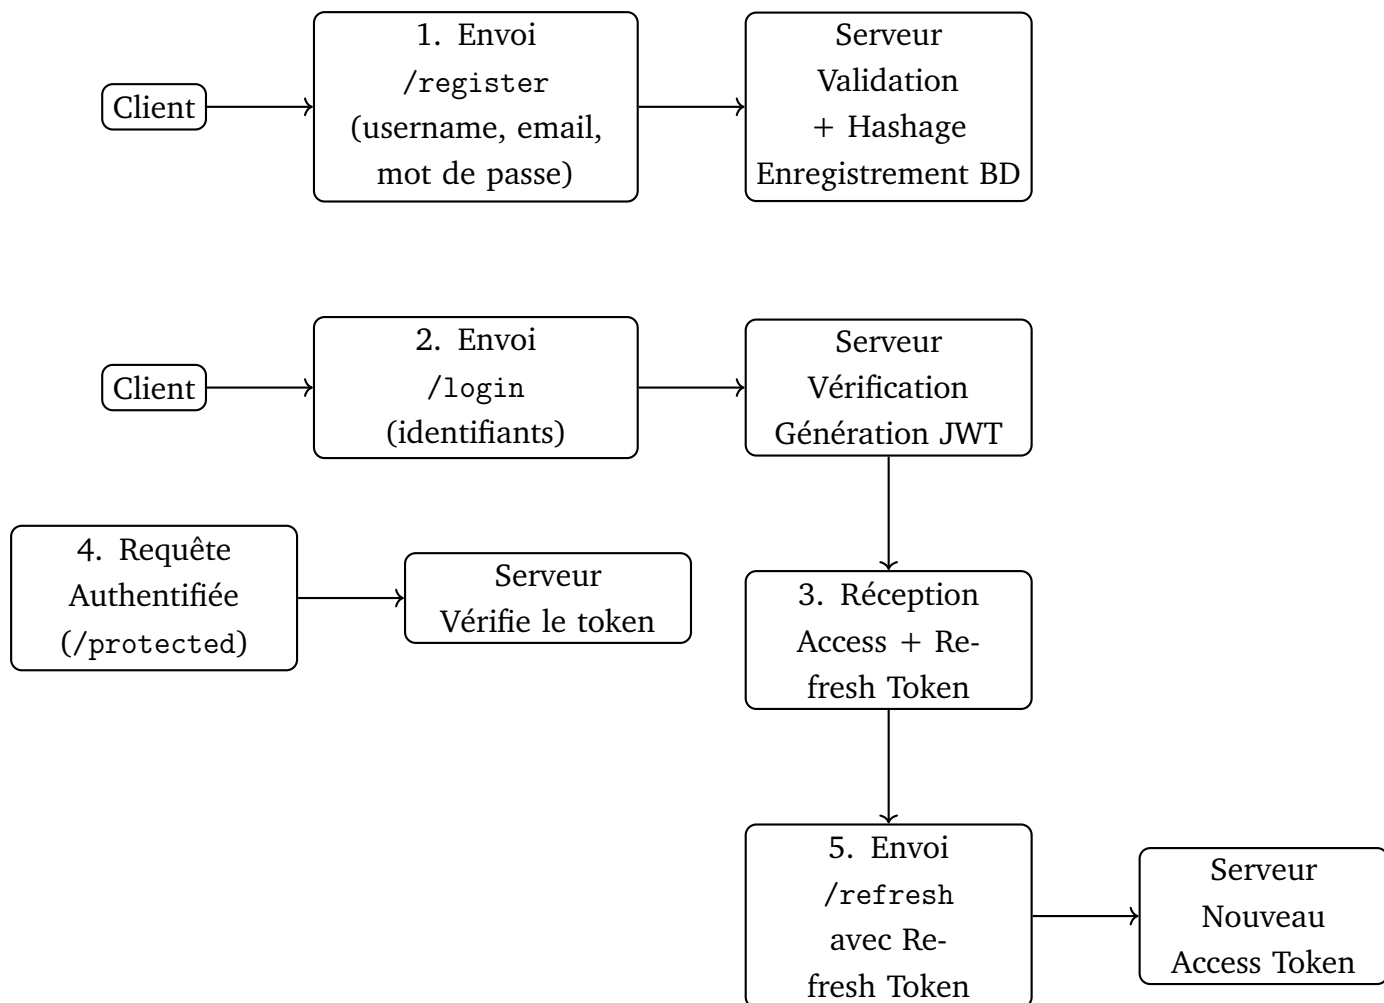 Client
1. Envoi
/register
(username, email,
mot de passe)
Serveur
Validation
+ Hashage
Enregistrement BD
Client
2. Envoi
/login
(identifiants)
Serveur
Vérification
Génération JWT
3. Réception
Access + Re-
fresh Token
4. Requête
Authentifiée
(/protected)
Serveur
Vérifie le token
5. Envoi
/refresh
avec Re-
fresh Token
Serveur
Nouveau
Access Token